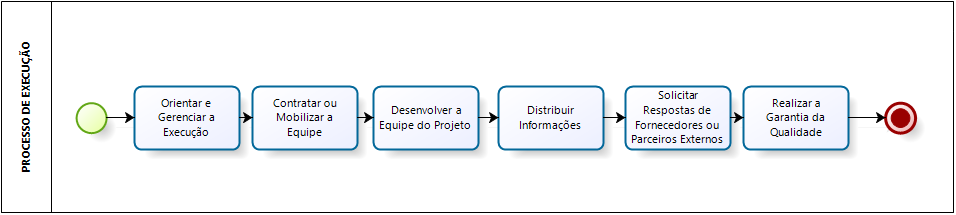 PROCESSO DE EXECUÇÃO
Orientar e
Gerenciar a
Execução
Contratar ou
Mobilizar a
Equipe
Desenvolver a
Equipe do Projeto
Distribuir
Informações
Solicitar
Respostas de
Fornecedores ou
Parceiros Externos
Realizar a
Garantia da
Qualidade